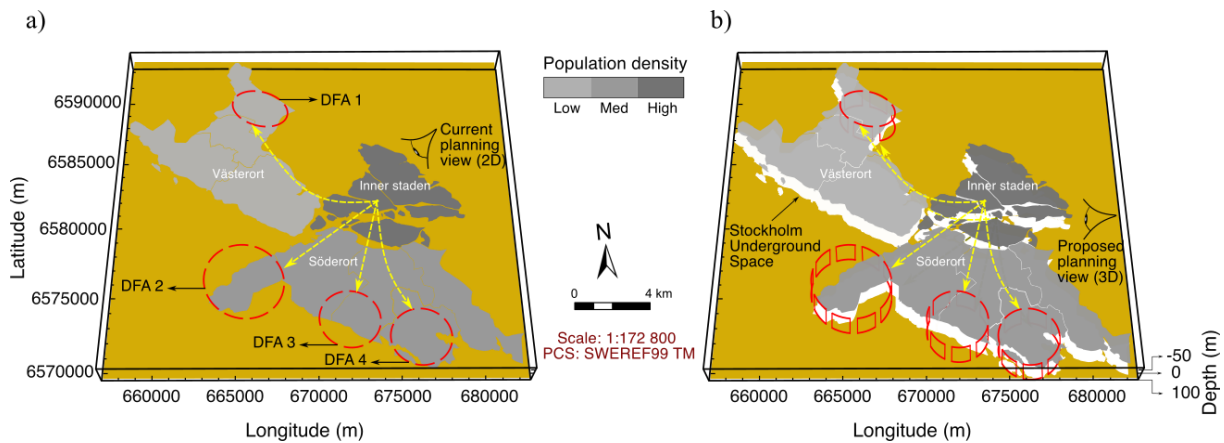 a)
6590000
6585000
6580000
6575000
6570000
Latitude (m)
660000 665000 670000 675000 680000
Longitude (m)
DFA 1
DFA 2
DFA 3
DFA 4
Västerort
Inner staden
Söderort
Current
planning
view (2D)
Population density
Low Med High
N
0 4 km
Scale: 1:172 800
PCS: SWEREF99 TM
b)
Västerort
Inner staden
Söderort
Stockholm
Underground
Space
Proposed
planning
view (3D)
660000 665000 670000 675000 680000
Longitude (m)
-50
0
100
Depth (m)